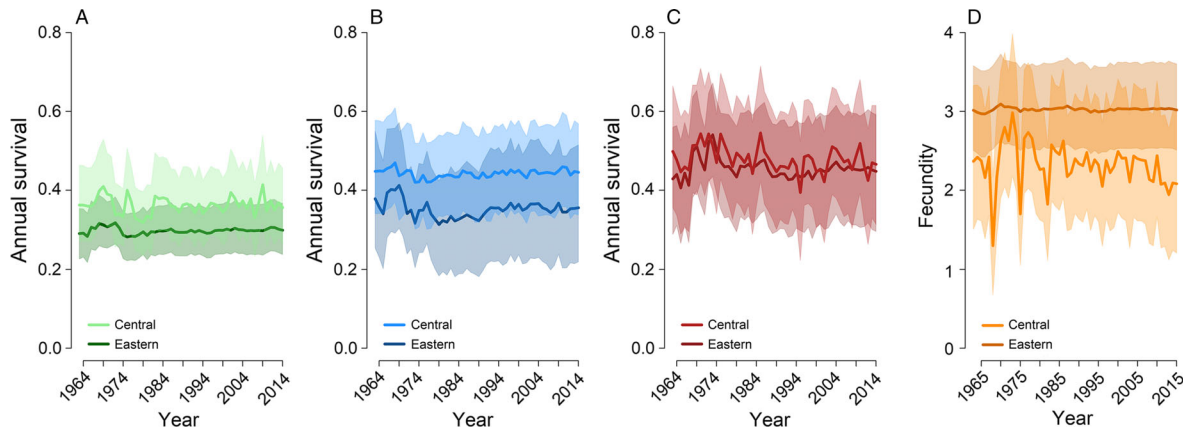 A
Annual survival
0.8
0.6
0.4
0.2
0.0
Central
Eastern
1964 1974 1984 1994 2004 2014
Year
B
Annual survival
0.8
0.6
0.4
0.2
0.0
Central
Eastern
1964 1974 1984 1994 2004 2014
Year
C
Annual survival
0.8
0.6
0.4
0.2
0.0
Central
Eastern
1964 1974 1984 1994 2004 2014
Year
D
Fecundity
4
3
2
1
0
Central
Eastern
1965 1975 1985 1995 2005 2015
Year